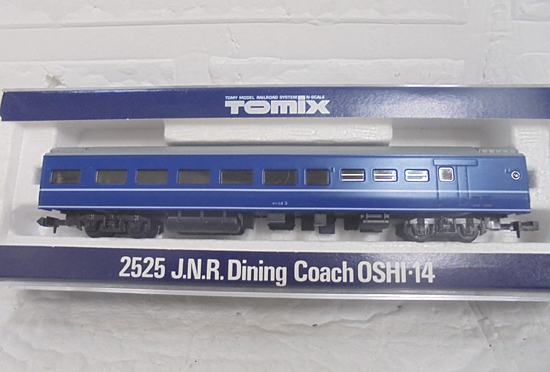 TOMY MODEL RAILROAD SYSTEM N-SCALE
TOMIX
2525 J.N.R. Dining Coach OSHI·14